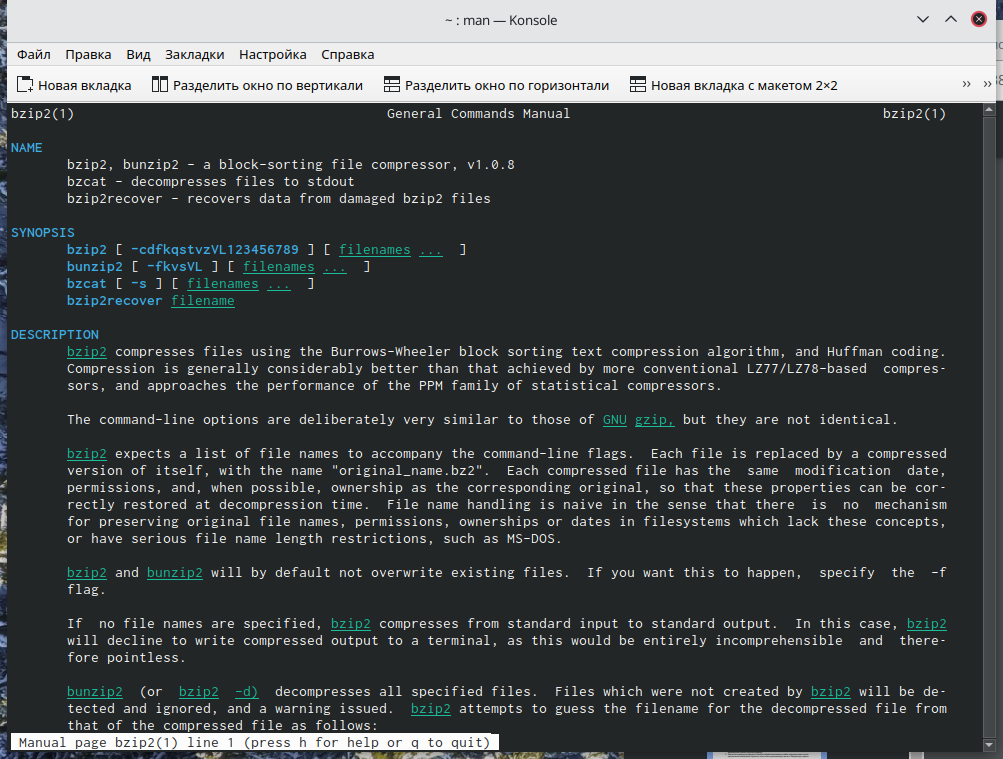 ~ : man — Konsole
Файл Правка Вид Закладки Настройка Справка
Новая вкладка Разделить окно по вертикали Разделить окно по горизонтали Новая вкладка с макетом 2×2
bzip2(1) General Commands Manual bzip2(1)
NAME
bzip2, bunzip2 - a block-sorting file compressor, v1.0.8
bzcat - decompresses files to stdout
bzip2recover - recovers data from damaged bzip2 files
SYNOPSIS
bzip2 [ -cdfkqstvzVL123456789 ] [ filenames ... ]
bunzip2 [ -fkvsVL ] [ filenames ... ]
bzcat [ -s ] [ filenames ... ]
bzip2recover filename
DESCRIPTION
bzip2 compresses files using the Burrows-Wheeler block sorting text compression algorithm, and Huffman coding.
Compression is generally considerably better than that achieved by more conventional LZ77/LZ78-based compres-
sors, and approaches the performance of the PPM family of statistical compressors.
The command-line options are deliberately very similar to those of GNU gzip, but they are not identical.
bzip2 expects a list of file names to accompany the command-line flags. Each file is replaced by a compressed
version of itself, with the name "original_name.bz2". Each compressed file has the same modification date,
permissions, and, when possible, ownership as the corresponding original, so that these properties can be cor-
rectly restored at decompression time. File name handling is naive in the sense that there is no mechanism
for preserving original file names, permissions, ownerships or dates in filesystems which lack these concepts,
or have serious file name length restrictions, such as MS-DOS.
bzip2 and bunzip2 will by default not overwrite existing files. If you want this to happen, specify the -f
flag.
If no file names are specified, bzip2 compresses from standard input to standard output. In this case, bzip2
will decline to write compressed output to a terminal, as this would be entirely incomprehensible and there-
fore pointless.
bunzip2 (or bzip2 -d) decompresses all specified files. Files which were not created by bzip2 will be de-
tected and ignored, and a warning issued. bzip2 attempts to guess the filename for the decompressed file from
that of the compressed file as follows:
Manual page bzip2(1) line 1 (press h for help or q to quit)